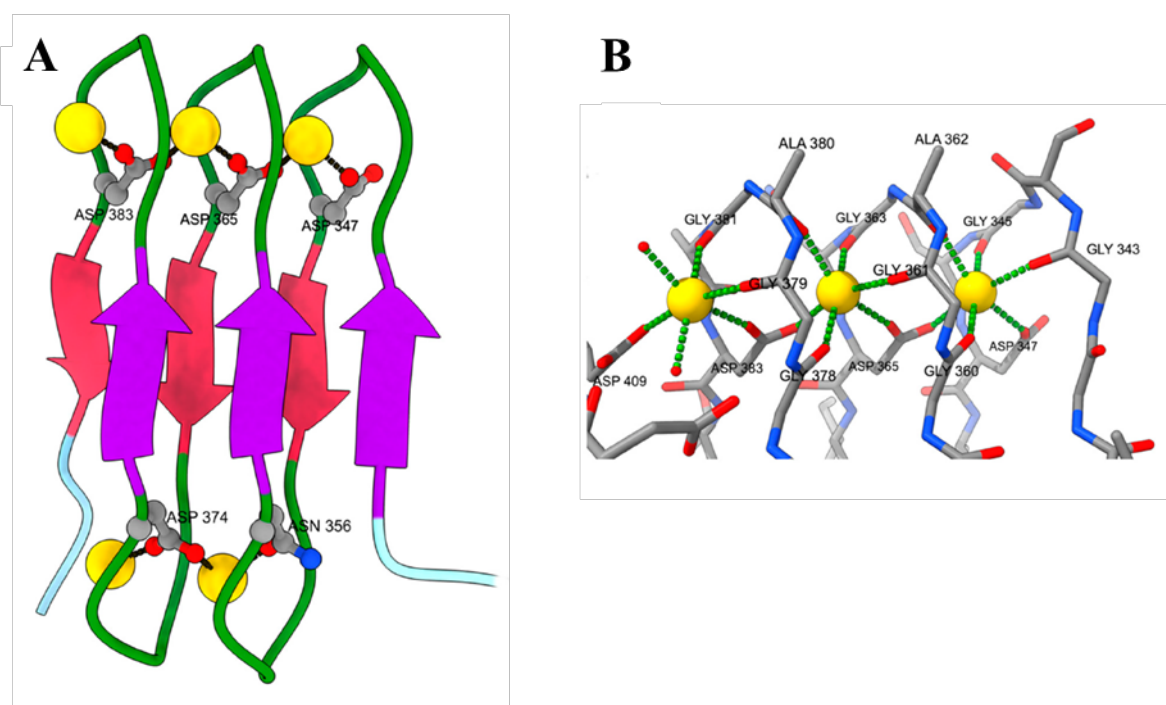 A
ASP 383
ASP 365
ASP 347
ASP 374
ASN 356
B
ALA 380
ALA 362
GLY 381
GLY 363
GLY 345
GLY 343
GLY 379
GLY 361
ASP 409
ASP 383
GLY 378
ASP 365
GLY 360
ASP 347